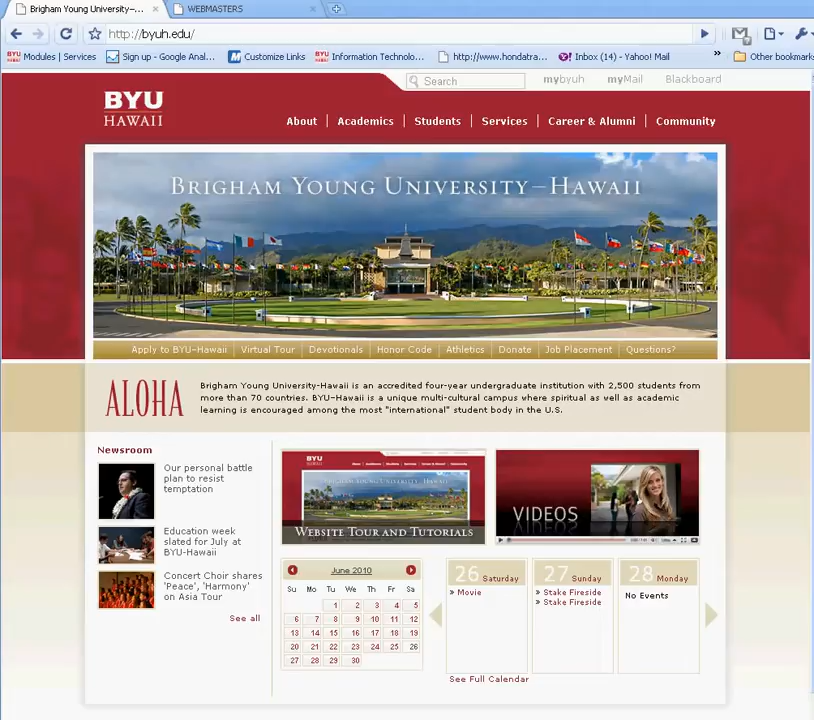 Brigham Young University–...
WEBMASTERS
http://byuh.edu/
BYU Modules | Services
Sign up - Google Anal...
Customize Links
BYU Information Technolo...
http://www.hondatra...
Inbox (14) - Yahoo! Mail
»
Other bookmark
Search
mybyuh
myMail
Blackboard
BYU
HAWAII
About | Academics | Students | Services | Career & Alumni | Community
BRIGHAM YOUNG UNIVERSITY–HAWAII
Apply to BYU–Hawaii | Virtual Tour | Devotionals | Honor Code | Athletics | Donate | Job Placement | Questions?
ALOHA
Brigham Young University-Hawaii is an accredited four-year undergraduate institution with 2,500 students from
more than 70 countries. BYU–Hawaii is a unique multi-cultural campus where spiritual as well as academic
learning is encouraged among the most "international" student body in the U.S.
Newsroom
Our personal battle
plan to resist
temptation
Education week
slated for July at
BYU-Hawaii
Concert Choir shares
'Peace', 'Harmony'
on Asia Tour
See all
BYU
HAWAII
BRIGHAM YOUNG UNIVERSITY–HAWAII
WEBSITE TOUR AND TUTORIALS
VIDEOS
June 2010
Su Mo Tu We Th Fr Sa
1 2 3 4 5
6 7 8 9 10 11 12
13 14 15 16 17 18 19
20 21 22 23 24 25 26
27 28 29 30
26 Saturday
» Movie
27 Sunday
» Stake Fireside
» Stake Fireside
28 Monday
No Events
See Full Calendar